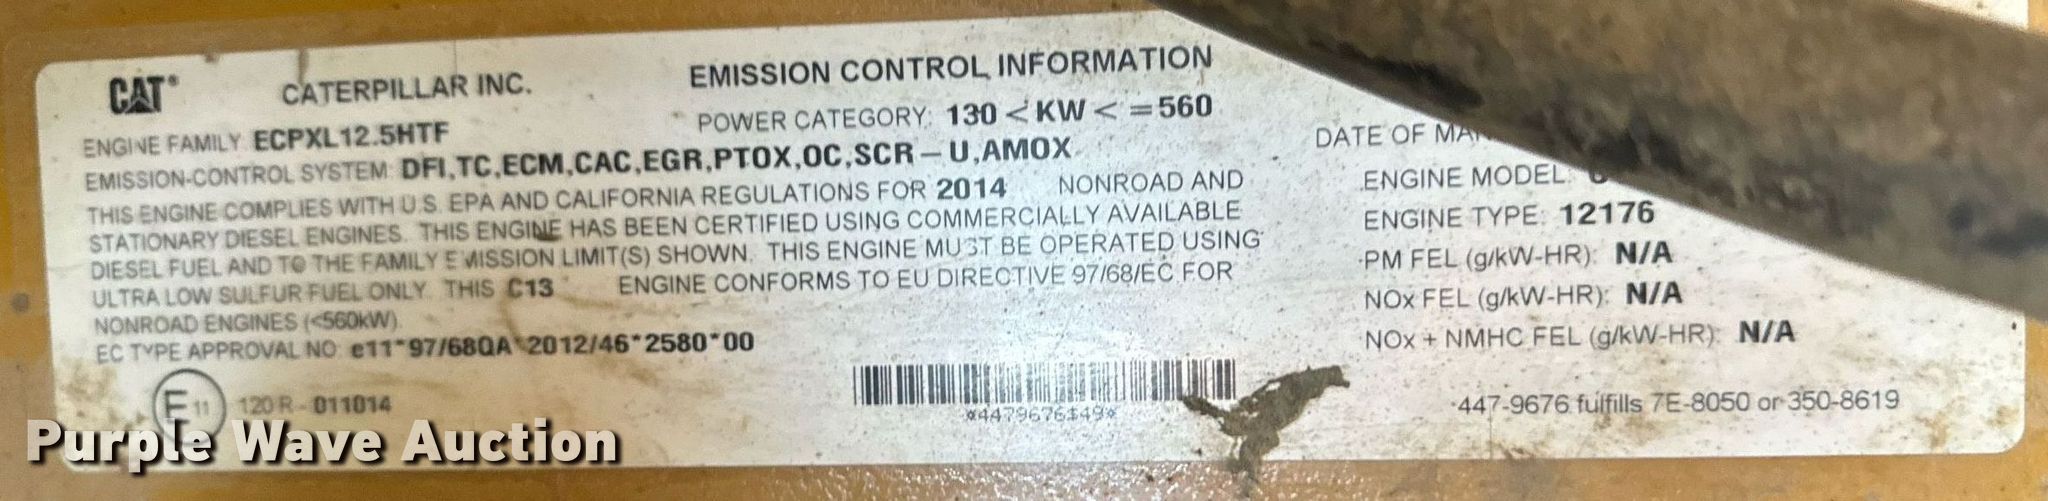 CAT® CATERPILLAR INC. EMISSION CONTROL INFORMATION
ENGINE FAMILY: ECPXL12.5HTF POWER CATEGORY: 130 < KW < = 560
EMISSION-CONTROL SYSTEM: DFI,TC,ECM,CAC,EGR,PTOX,OC,SCR-U,AMOX
THIS ENGINE COMPLIES WITH U.S. EPA AND CALIFORNIA REGULATIONS FOR 2014 NONROAD AND
STATIONARY DIESEL ENGINES. THIS ENGINE HAS BEEN CERTIFIED USING COMMERCIALLY AVAILABLE
DIESEL FUEL AND TO THE FAMILY EMISSION LIMIT(S) SHOWN. THIS ENGINE MUST BE OPERATED USING
ULTRA LOW SULFUR FUEL ONLY. THIS C13 ENGINE CONFORMS TO EU DIRECTIVE 97/68/EC FOR
NONROAD ENGINES (<560kW).
EC TYPE APPROVAL NO: e11*97/68QA*2012/46*2580*00
E 11 120 R - 011014
*4479676$49*
DATE OF
ENGINE MODEL:
ENGINE TYPE: 12176
PM FEL (g/kW-HR): N/A
NOx FEL (g/kW-HR): N/A
NOx + NMHC FEL (g/kW-HR): N/A
447-9676 fulfills 7E-8050 or 350-8619
Purple Wave Auction